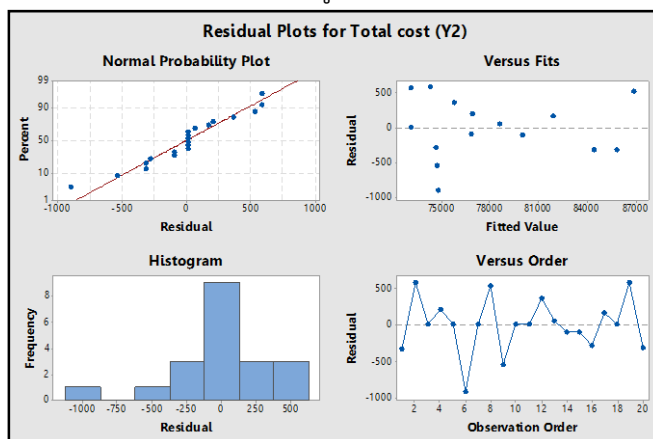 Residual Plots for Total cost (Y2)
Normal Probability Plot
99
90
50
10
1
Percent
-1000 -500 0 500 1000
Residual
Versus Fits
500
0
-500
-1000
Residual
75000 78000 81000 84000 87000
Fitted Value
Histogram
8
6
4
2
0
Frequency
-1000 -750 -500 -250 0 250 500
Residual
Versus Order
500
0
-500
-1000
Residual
2 4 6 8 10 12 14 16 18 20
Observation Order